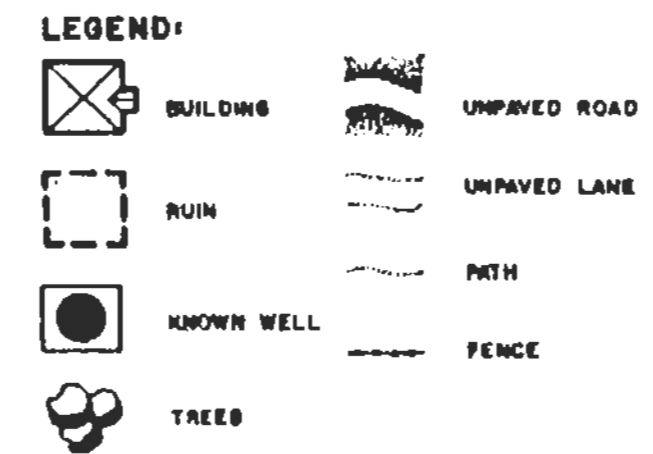 LEGEND:
BUILDING
RUIN
KNOWN WELL
TREES
UNPAVED ROAD
UNPAVED LANE
PATH
FENCE